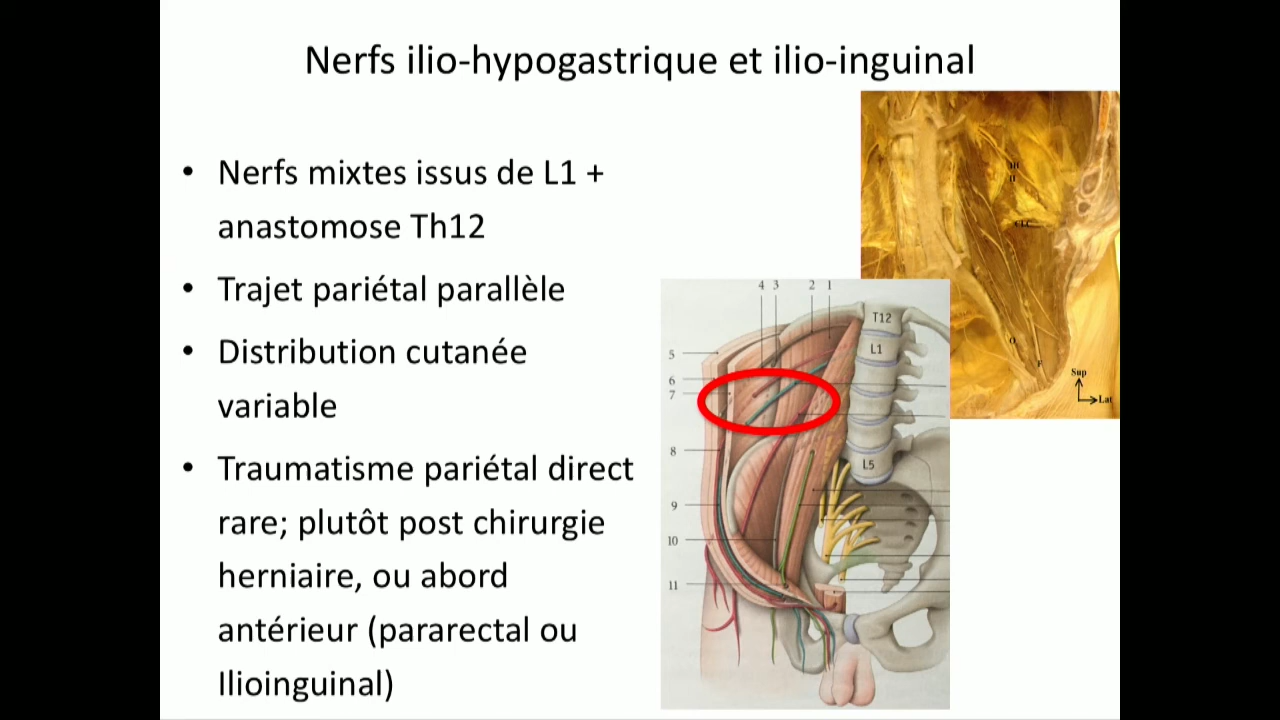 Nerfs ilio-hypogastrique et ilio-inguinal
• Nerfs mixtes issus de L1 +
anastomose Th12
• Trajet pariétal parallèle
• Distribution cutanée
variable
• Traumatisme pariétal direct
rare; plutôt post chirurgie
herniaire, ou abord
antérieur (pararectal ou
Ilioinguinal)
4 3 2 1
T12
L1
5
6
7
8
L5
9
10
11
II
O
F
Sup
Lat